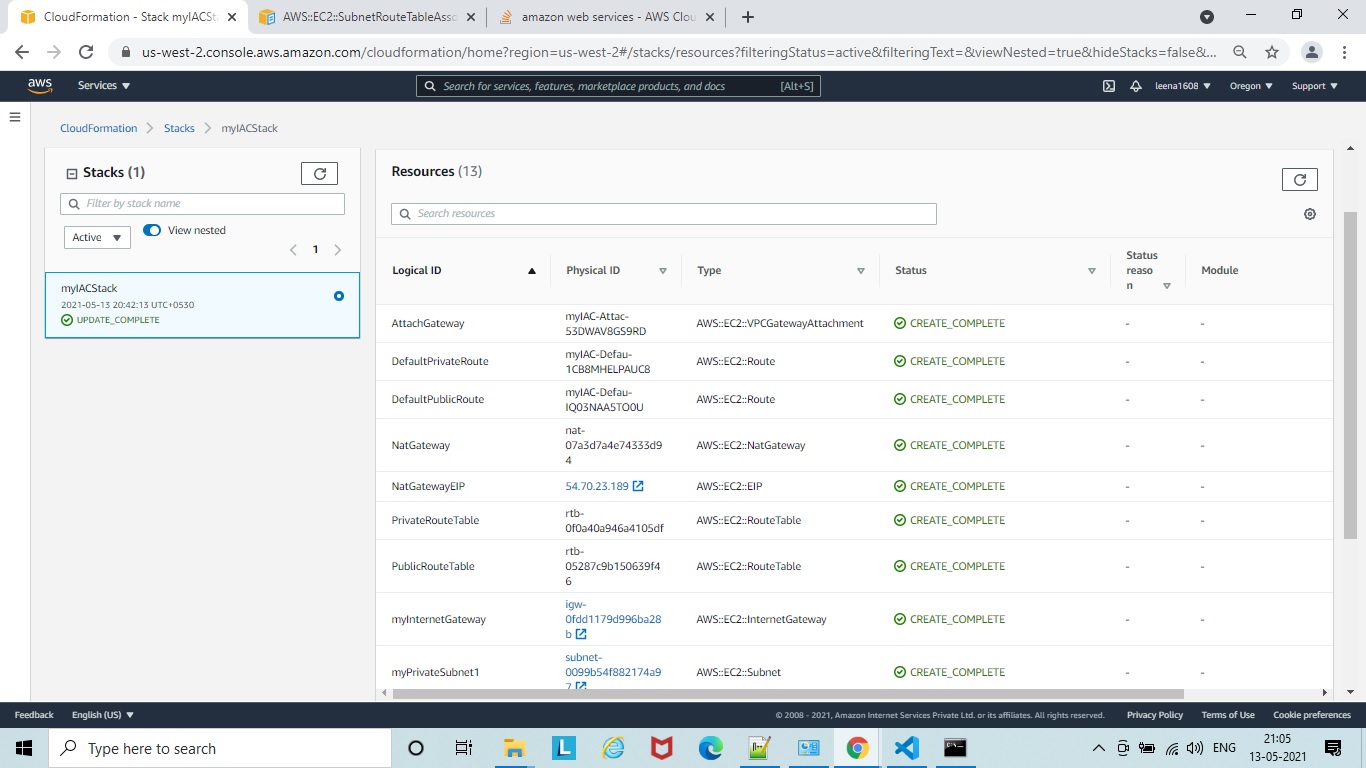 CloudFormation - Stack myIACSt
AWS::EC2::SubnetRouteTableAsso
amazon web services - AWS Clou
us-west-2.console.aws.amazon.com/cloudformation/home?region=us-west-2#/stacks/resources?filteringStatus=active&filteringText=&viewNested=true&hideStacks=false&...
aws
Services
Search for services, features, marketplace products, and docs
[Alt+S]
leena1608
Oregon
Support
CloudFormation
Stacks
myIACStack
Stacks (1)
Filter by stack name
Active
View nested
1
myIACStack
2021-05-13 20:42:13 UTC+0530
UPDATE_COMPLETE
Resources (13)
Search resources
Logical ID
Physical ID
Type
Status
Status
reaso
n
Module
AttachGateway
myIAC-Attac-
53DWAV8GS9RD
AWS::EC2::VPCGatewayAttachment
CREATE_COMPLETE
-
-
DefaultPrivateRoute
myIAC-Defau-
1CB8MHELPAUC8
AWS::EC2::Route
CREATE_COMPLETE
-
-
DefaultPublicRoute
myIAC-Defau-
IQ03NAA5TO0U
AWS::EC2::Route
CREATE_COMPLETE
-
-
NatGateway
nat-
07a3d7a4e74333d9
4
AWS::EC2::NatGateway
CREATE_COMPLETE
-
-
NatGatewayEIP
54.70.23.189
AWS::EC2::EIP
CREATE_COMPLETE
-
-
PrivateRouteTable
rtb-
0f0a40a946a4105df
AWS::EC2::RouteTable
CREATE_COMPLETE
-
-
PublicRouteTable
rtb-
05287c9b150639f4
6
AWS::EC2::RouteTable
CREATE_COMPLETE
-
-
myInternetGateway
igw-
0fdd1179d996ba28
b
AWS::EC2::InternetGateway
CREATE_COMPLETE
-
-
myPrivateSubnet1
subnet-
0099b54f882174a9
7
AWS::EC2::Subnet
CREATE_COMPLETE
-
-
Feedback
English (US)
© 2008 - 2021, Amazon Internet Services Private Ltd. or its affiliates. All rights reserved.
Privacy Policy
Terms of Use
Cookie preferences
Type here to search
L
ENG
21:05
13-05-2021